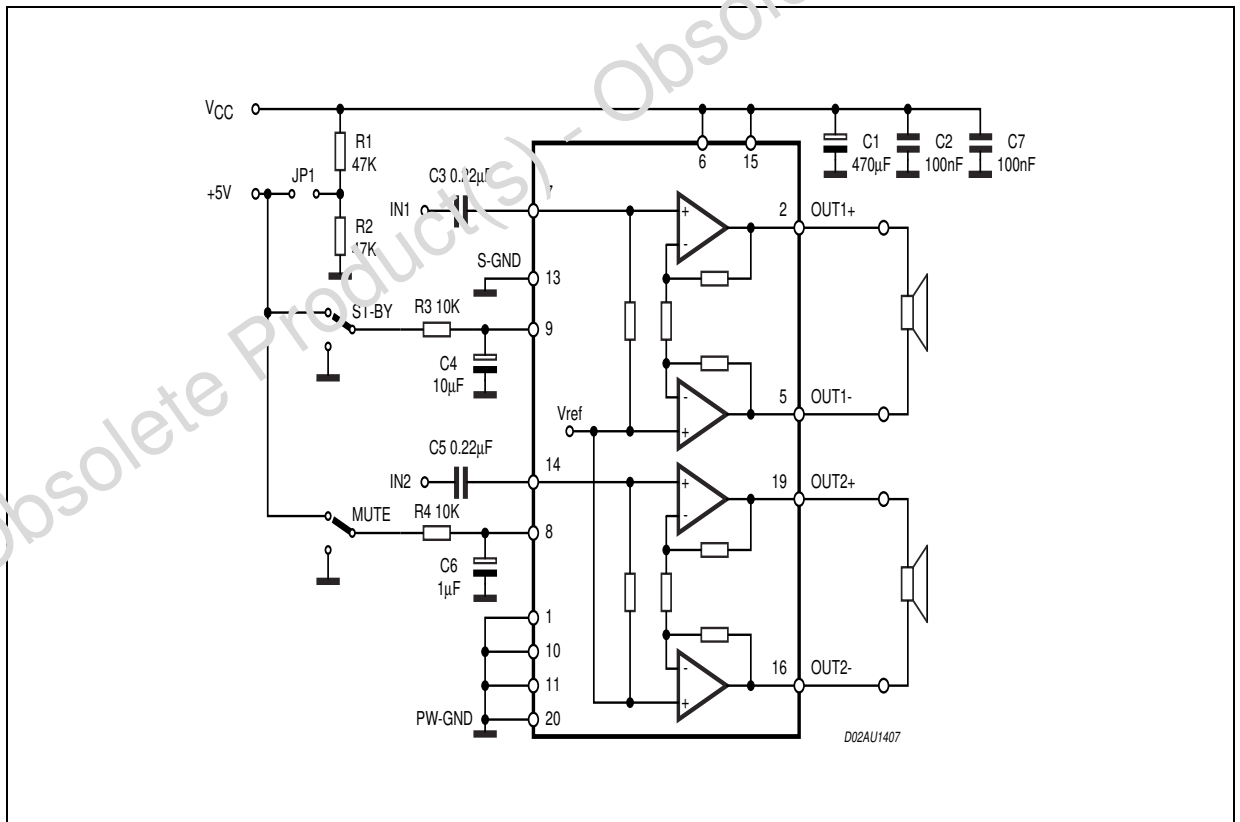 Obsolete Product(s) - Obsol
VCC
+5V
JP1
R1
47K
R2
47K
C3 0.22µF
IN1
7
S-GND
13
ST-BY
R3 10K
9
C4
10µF
Vref
C5 0.22µF
14
IN2
MUTE
R4 10K
8
C6
1µF
1
10
11
PW-GND
20
6
15
C1
470µF
C2
100nF
C7
100nF
+
-
2 OUT1+
-
+
5 OUT1-
+
-
19 OUT2+
-
+
16 OUT2-
D02AU1407